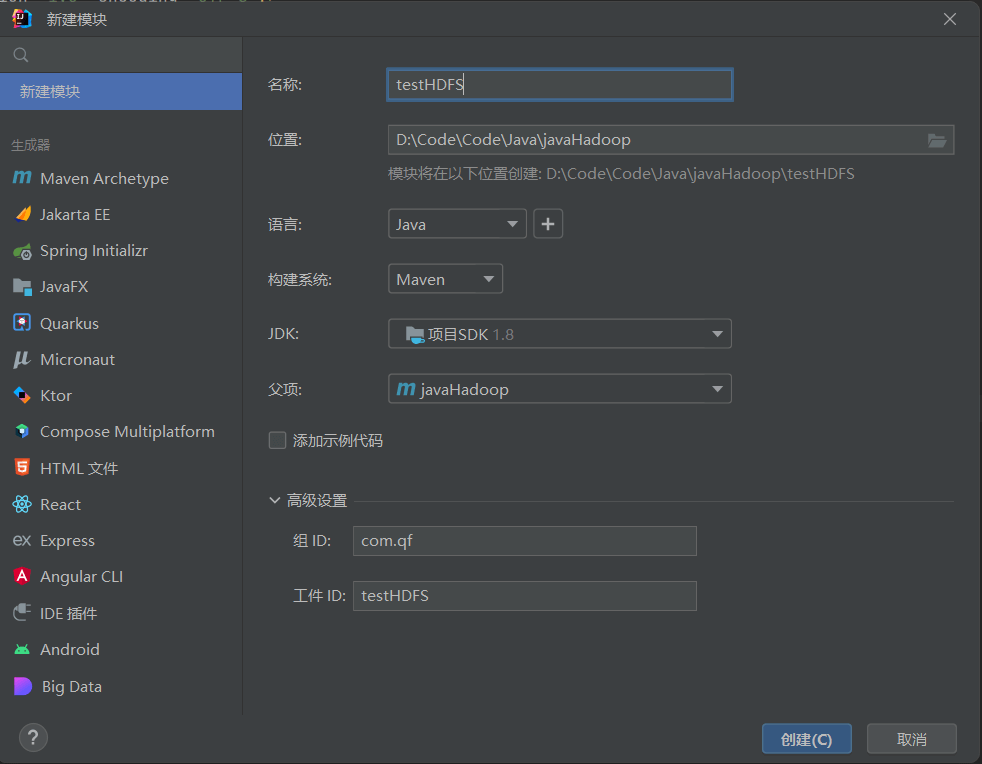 新建模块
新建模块
生成器
Maven Archetype
Jakarta EE
Spring Initializr
JavaFX
Quarkus
Micronaut
Ktor
Compose Multiplatform
HTML 文件
React
Express
Angular CLI
IDE 插件
Android
Big Data
名称: testHDFS
位置: D:\Code\Code\Java\javaHadoop
模块将在以下位置创建: D:\Code\Code\Java\javaHadoop\testHDFS
语言: Java +
构建系统: Maven
JDK: 项目SDK 1.8
父项: javaHadoop
添加示例代码
高级设置
组 ID: com.qf
工件 ID: testHDFS
? 创建(C) 取消